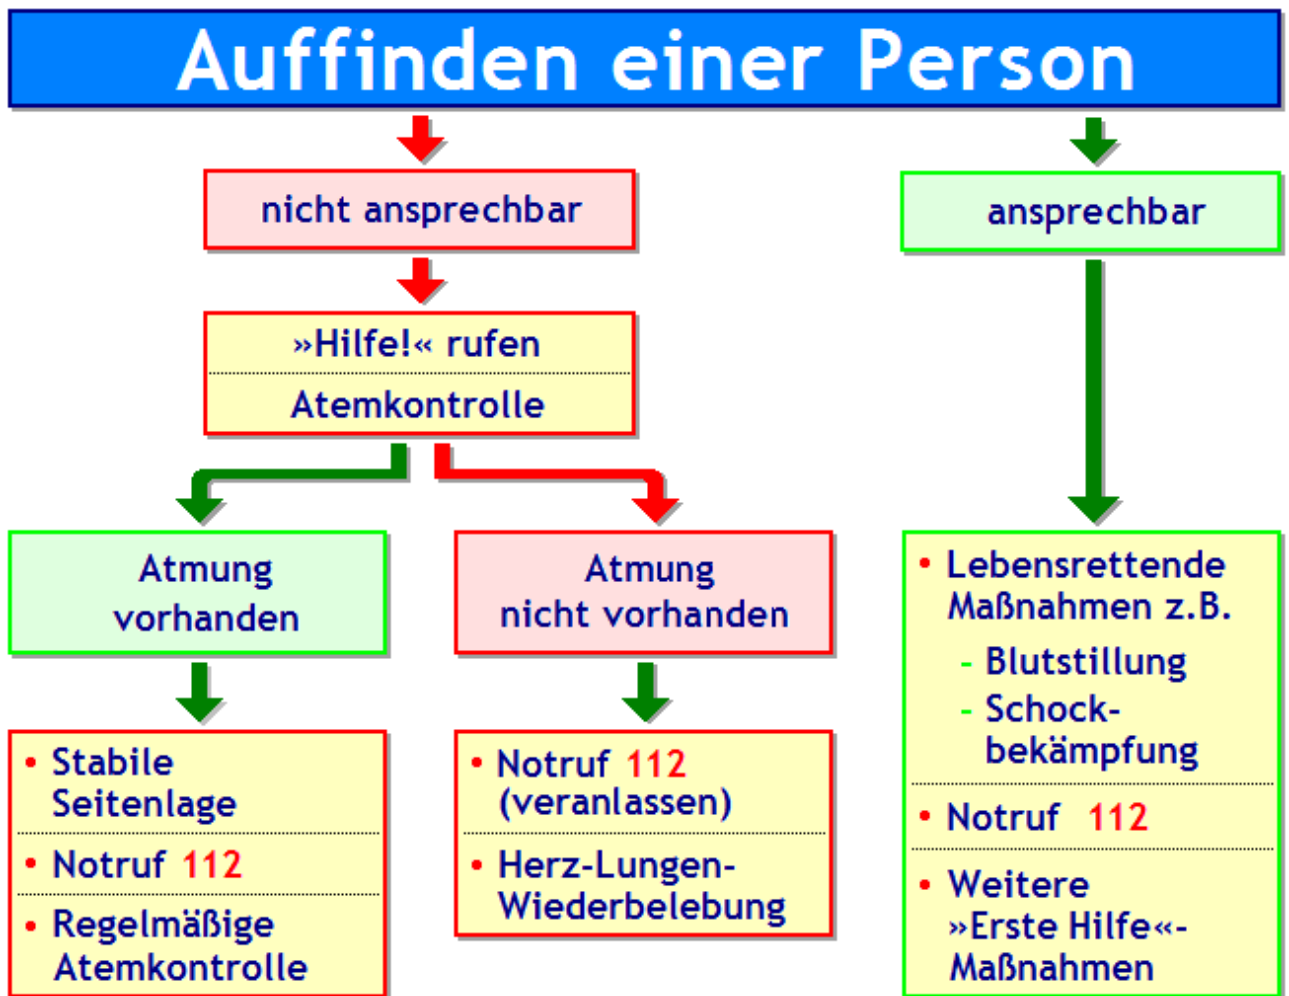 Auffinden einer Person
nicht ansprechbar
ansprechbar
»Hilfe!« rufen
Atemkontrolle
Atmung
vorhanden
Atmung
nicht vorhanden
• Stabile
Seitenlage
• Notruf 112
• Regelmäßige
Atemkontrolle
• Notruf 112
(veranlassen)
• Herz-Lungen-
Wiederbelebung
• Lebensrettende
Maßnahmen z.B.
- Blutstillung
- Schock-
bekämpfung
• Notruf 112
• Weitere
»Erste Hilfe«-
Maßnahmen